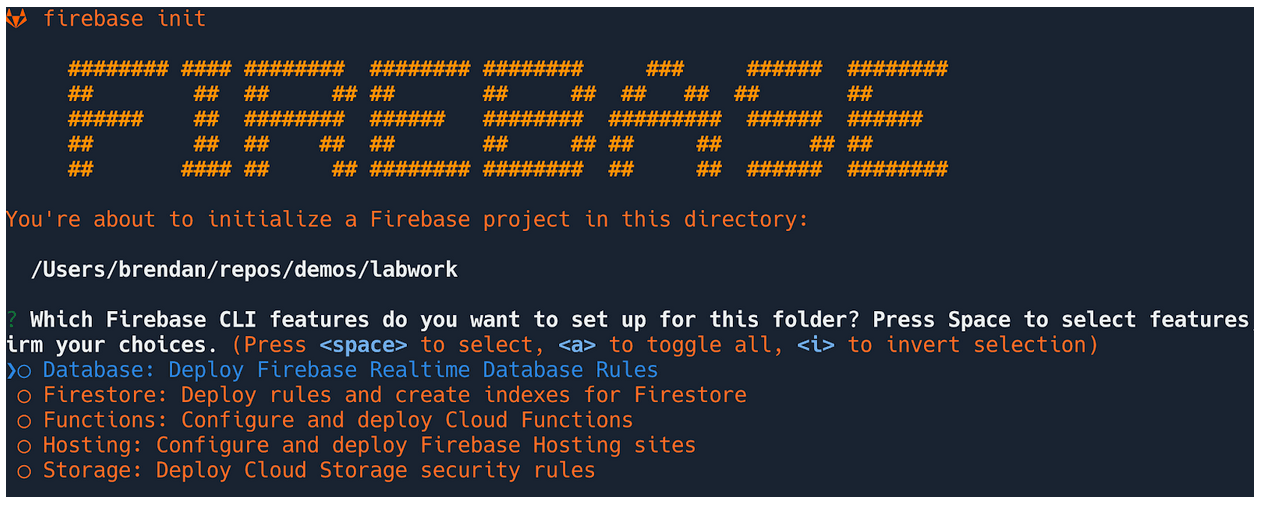 firebase init
######## #### ########  ######## ########     ###     ######  ########
##        ##  ##     ## ##       ##     ##  ##   ##  ##       ##
######    ##  ########  ######   ########  #########  ######  ######
##        ##  ##    ##  ##       ##     ## ##     ##       ## ##
##       #### ##     ## ######## ########  ##     ##  ######  ########
You're about to initialize a Firebase project in this directory:
/Users/brendan/repos/demos/labwork
? Which Firebase CLI features do you want to set up for this folder? Press Space to select features
irm your choices. (Press <space> to select, <a> to toggle all, <i> to invert selection)
❯◯ Database: Deploy Firebase Realtime Database Rules
◯ Firestore: Deploy rules and create indexes for Firestore
◯ Functions: Configure and deploy Cloud Functions
◯ Hosting: Configure and deploy Firebase Hosting sites
◯ Storage: Deploy Cloud Storage security rules